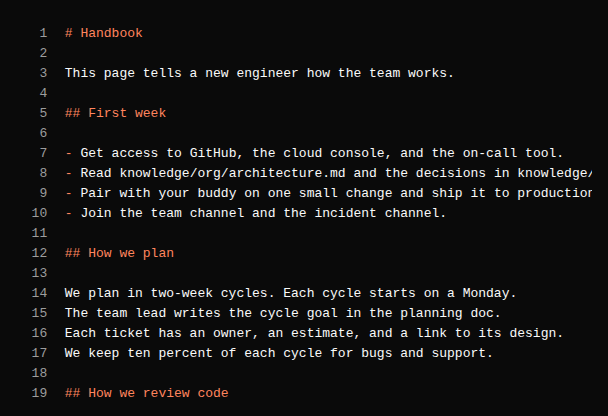 1 # Handbook
2
3 This page tells a new engineer how the team works.
4
5 ## First week
6
7 - Get access to GitHub, the cloud console, and the on-call tool.
8 - Read knowledge/org/architecture.md and the decisions in knowledge/
9 - Pair with your buddy on one small change and ship it to production
10 - Join the team channel and the incident channel.
11
12 ## How we plan
13
14 We plan in two-week cycles. Each cycle starts on a Monday.
15 The team lead writes the cycle goal in the planning doc.
16 Each ticket has an owner, an estimate, and a link to its design.
17 We keep ten percent of each cycle for bugs and support.
18
19 ## How we review code